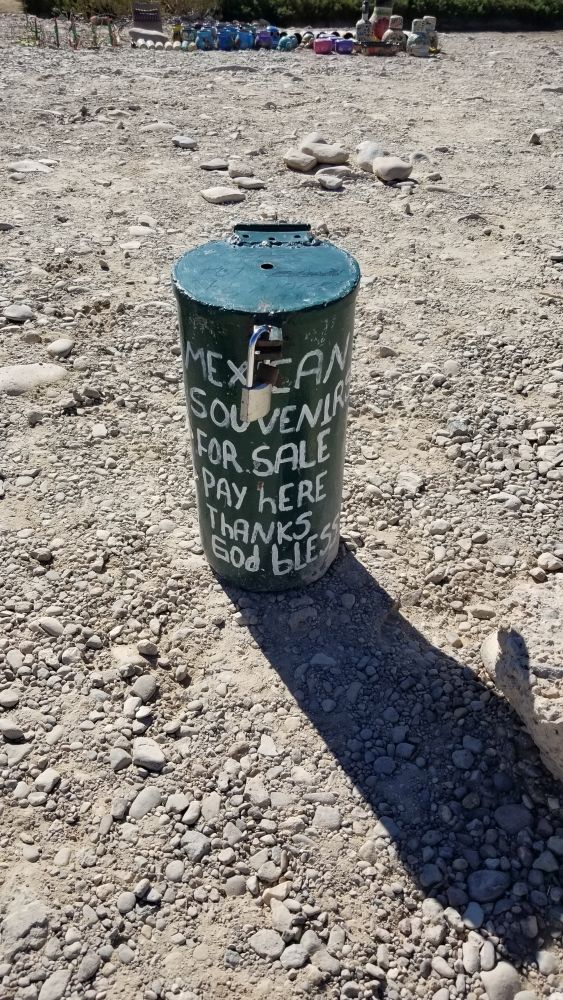 MEXICAN
SOUVENIRS
FOR SALE
PAY hERE
ThANKS
God bLESS